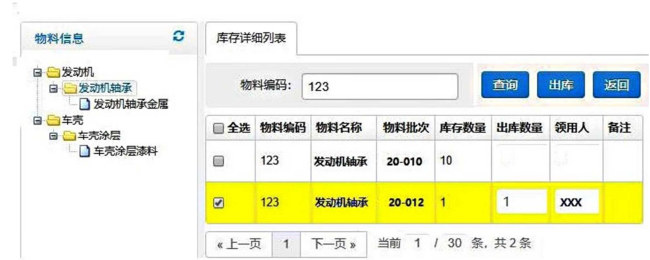 物料信息
发动机
发动机轴承
发动机轴承金属
车壳
车壳涂层
车壳涂层漆料
库存详细列表
物料编码: 123 查询 出库 返回
全选 物料编码 物料名称 物料批次 库存数量 出库数量 领用人 备注
123 发动机轴承 20-010 10
123 发动机轴承 20-012 1 1 XXX
« 上一页 1 下一页 » 当前 1 / 30 条, 共 2 条